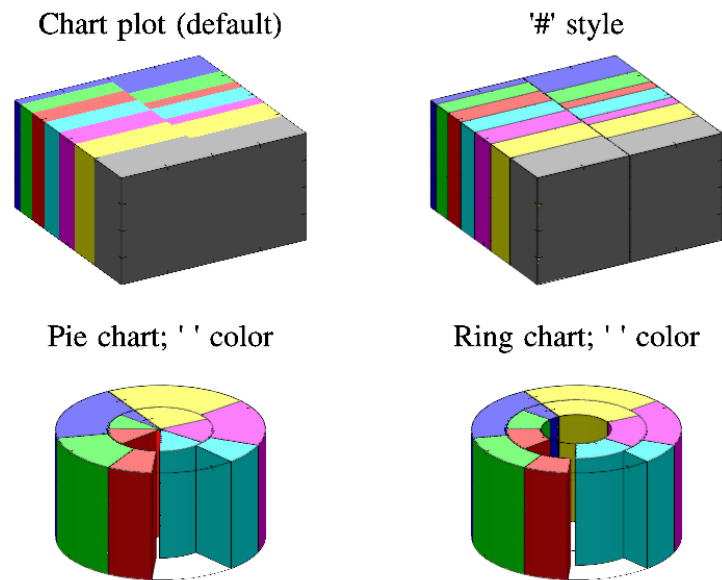 Chart plot (default)
'#' style
Pie chart; ' ' color
Ring chart; ' ' color